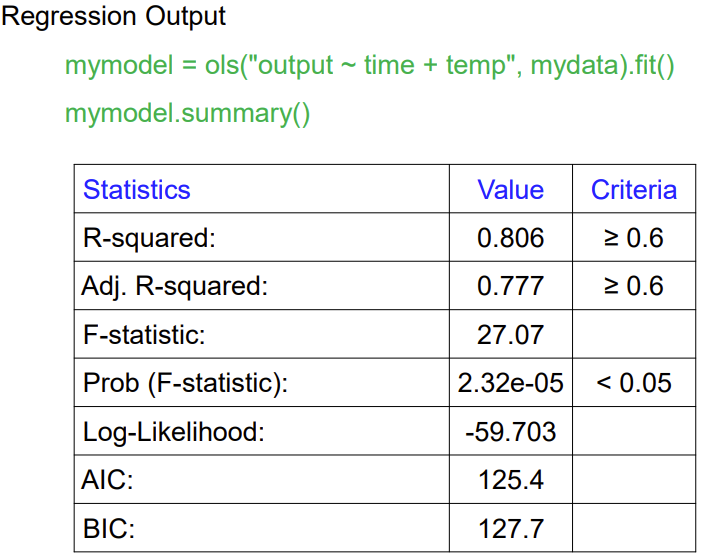 Regression Output
mymodel = ols("output ~ time + temp", mydata).fit()
mymodel.summary()
Statistics Value Criteria
R-squared: 0.806 ≥ 0.6
Adj. R-squared: 0.777 ≥ 0.6
F-statistic: 27.07
Prob (F-statistic): 2.32e-05 < 0.05
Log-Likelihood: -59.703
AIC: 125.4
BIC: 127.7